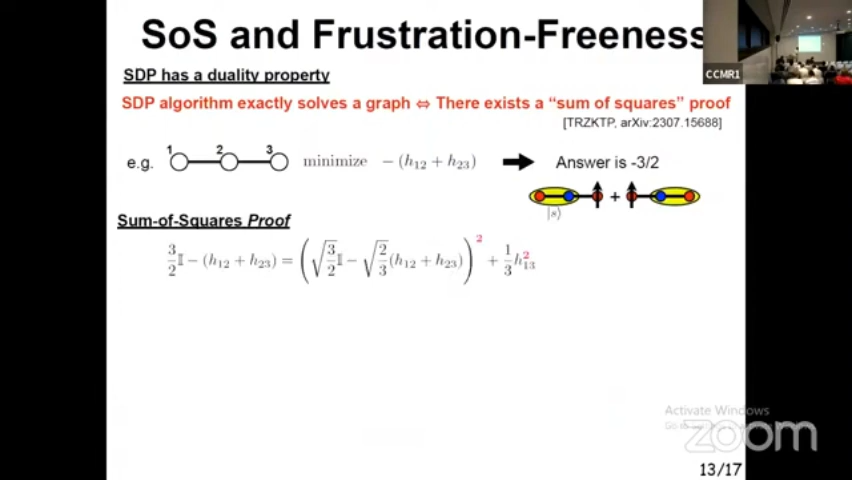 SoS and Frustration-Freeness
CCMR1
SDP has a duality property
SDP algorithm exactly solves a graph ⇔ There exists a “sum of squares” proof
[TRZKTP, arXiv:2307.15688]
e.g. 1 2 3 minimize −(h₁₂ + h₂₃) ➡ Answer is -3/2
+
|s⟩
Sum-of-Squares Proof
3/2 𝕀 − (h₁₂ + h₂₃) = (√(3/2) 𝕀 − √(2/3) (h₁₂ + h₂₃))² + 1/3 h₁₃²
Activate Windows
zoom
13/17